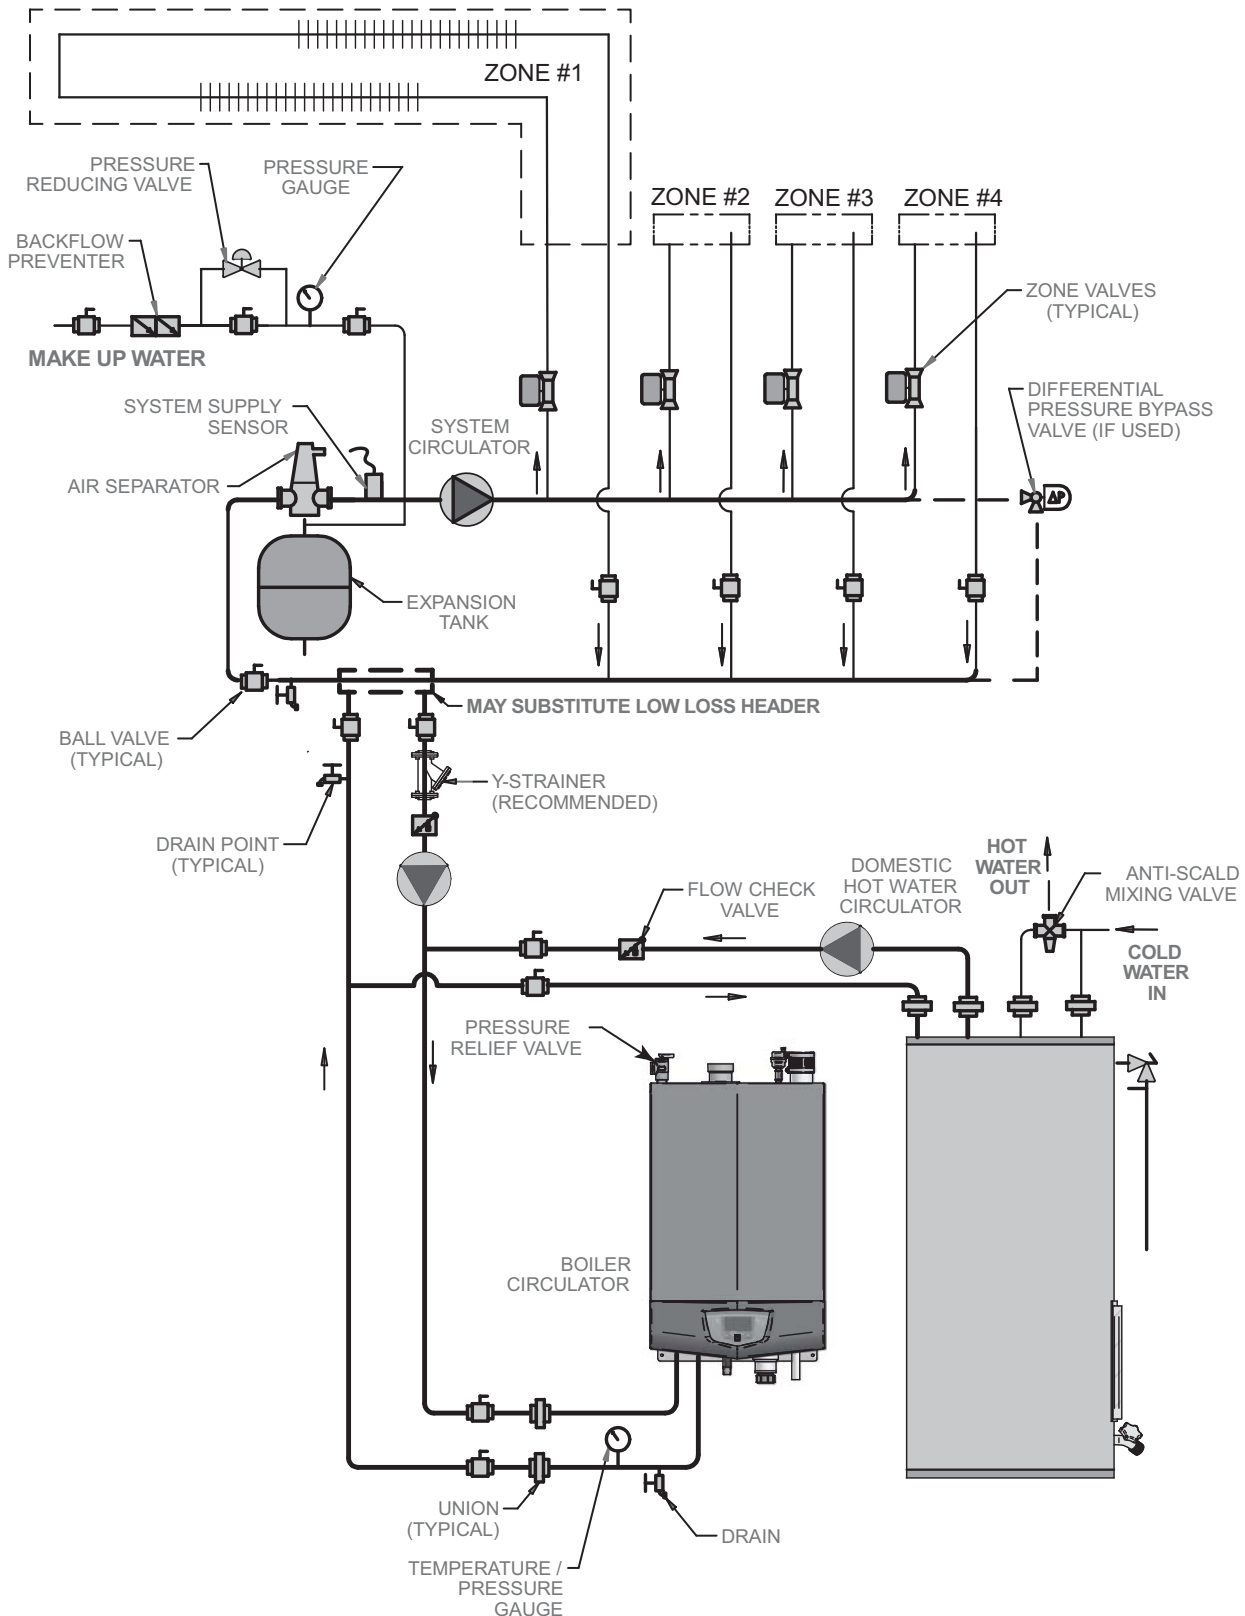 ZONE #1
PRESSURE
REDUCING VALVE
PRESSURE
GAUGE
ZONE #2
ZONE #3
ZONE #4
BACKFLOW
PREVENTER
ZONE VALVES
(TYPICAL)
MAKE UP WATER
SYSTEM SUPPLY
SENSOR
SYSTEM
CIRCULATOR
DIFFERENTIAL
PRESSURE BYPASS
VALVE (IF USED)
AIR SEPARATOR
ΔP
EXPANSION
TANK
MAY SUBSTITUTE LOW LOSS HEADER
BALL VALVE
(TYPICAL)
Y-STRAINER
(RECOMMENDED)
DRAIN POINT
(TYPICAL)
FLOW CHECK
VALVE
DOMESTIC
HOT WATER
CIRCULATOR
HOT
WATER
OUT
ANTI-SCALD
MIXING VALVE
COLD
WATER
IN
PRESSURE
RELIEF VALVE
BOILER
CIRCULATOR
UNION
(TYPICAL)
DRAIN
TEMPERATURE /
PRESSURE
GAUGE